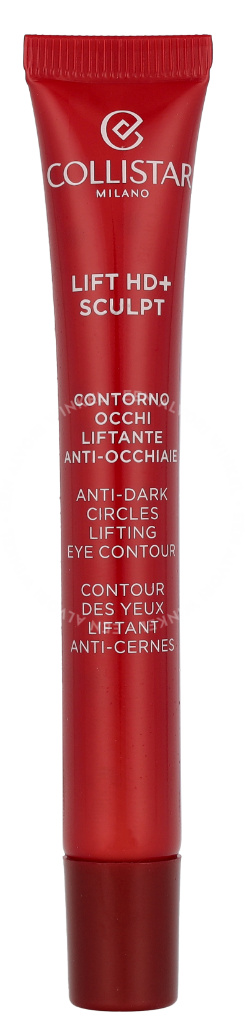 COLLISTAR
MILANO
LIFT HD+
SCULPT
CONTORNO
OCCHI
LIFTANTE
ANTI-OCCHIAIE
ANTI-DARK
CIRCLES
LIFTING
EYE CONTOUR
CONTOUR
DES YEUX
LIFTANT
ANTI-CERNES